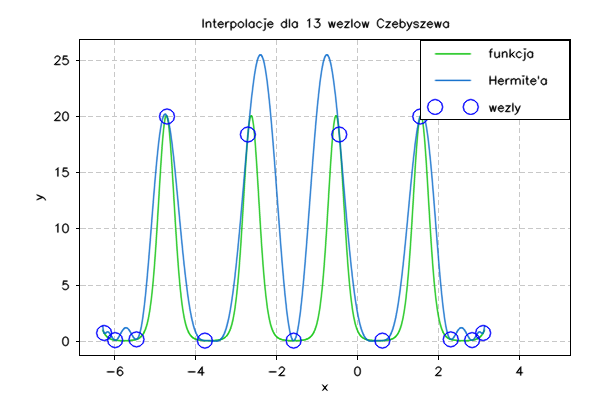 Interpolacje dla 13 wezlow Czebyszewa
funkcja
Hermite'a
wezly
25
20
15
10
5
0
y
−6 −4 −2 0 2 4
x